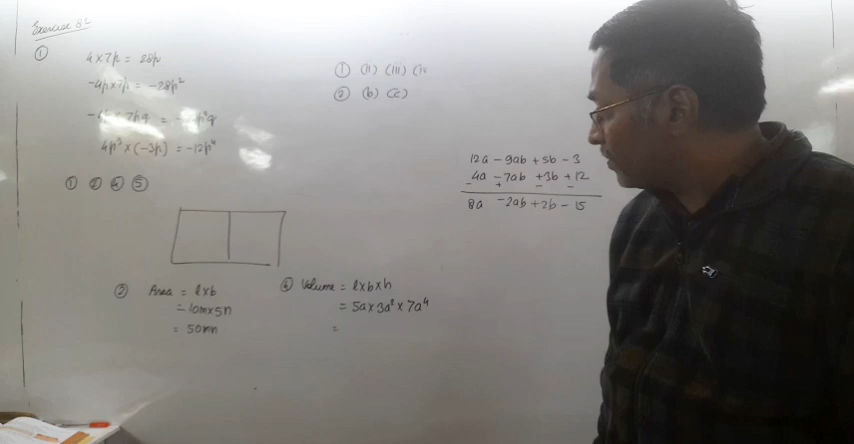 Exercise 8.2
①
4 × 7p = 28p
-4p × 7p = -28p²
4p³ × (-3p) = -12p⁴
① ② ④ ⑤
① (ii) (iii)
② (b) (c)
12a - 9ab + 5b - 3
4a - 7ab + 3b + 12
- + - -
8a - 2ab + 2b - 15
② Area = l×b
= 10m × 5n
= 50mn
④ Volume = l×b×h
= 5a × 3a² × 7a⁴
=